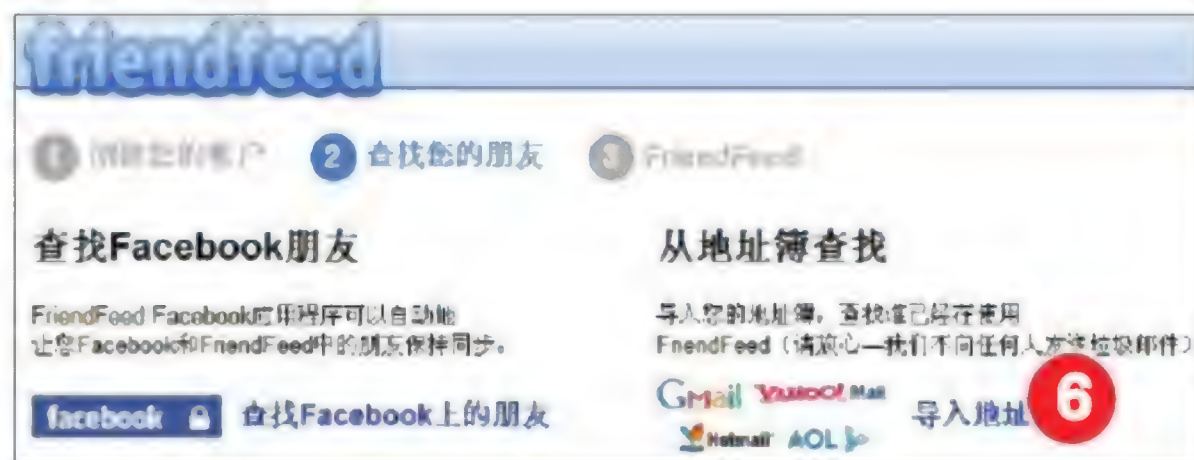 friendfeed
1 创建您的帐户 2 查找您的朋友 3 FriendFeed
查找Facebook朋友
FriendFeed Facebook应用程序可以自动地
让您Facebook和FriendFeed中的朋友保持同步。
facebook 查找Facebook上的朋友
从地址簿查找
导入您的地址簿，查找谁已经在使用
FriendFeed（请放心—我们不向任何人发送垃圾邮件）
Gmail Yahoo! Mail
Hotmail AOL
导入地址
6